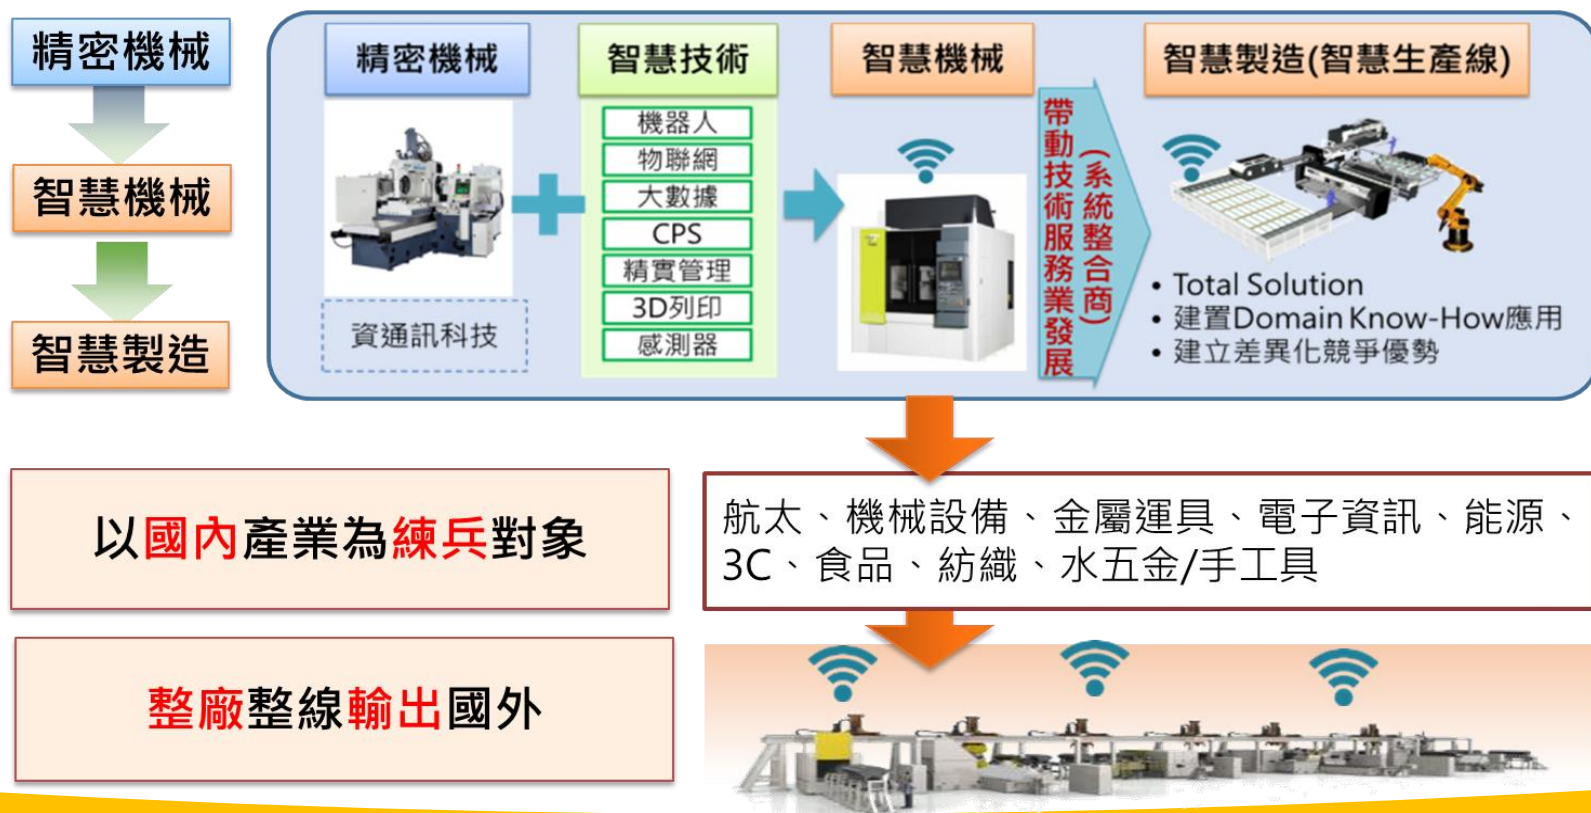 精密機械
智慧機械
智慧製造
精密機械
資通訊科技
智慧技術
機器人
物聯網
大數據
CPS
精實管理
3D列印
感測器
智慧機械
帶動技術服務業發展
(系統整合商)
智慧製造(智慧生產線)
• Total Solution
• 建置Domain Know-How應用
• 建立差異化競爭優勢
以國內產業為練兵對象
航太、機械設備、金屬運具、電子資訊、能源、
3C、食品、紡織、水五金/手工具
整廠整線輸出國外